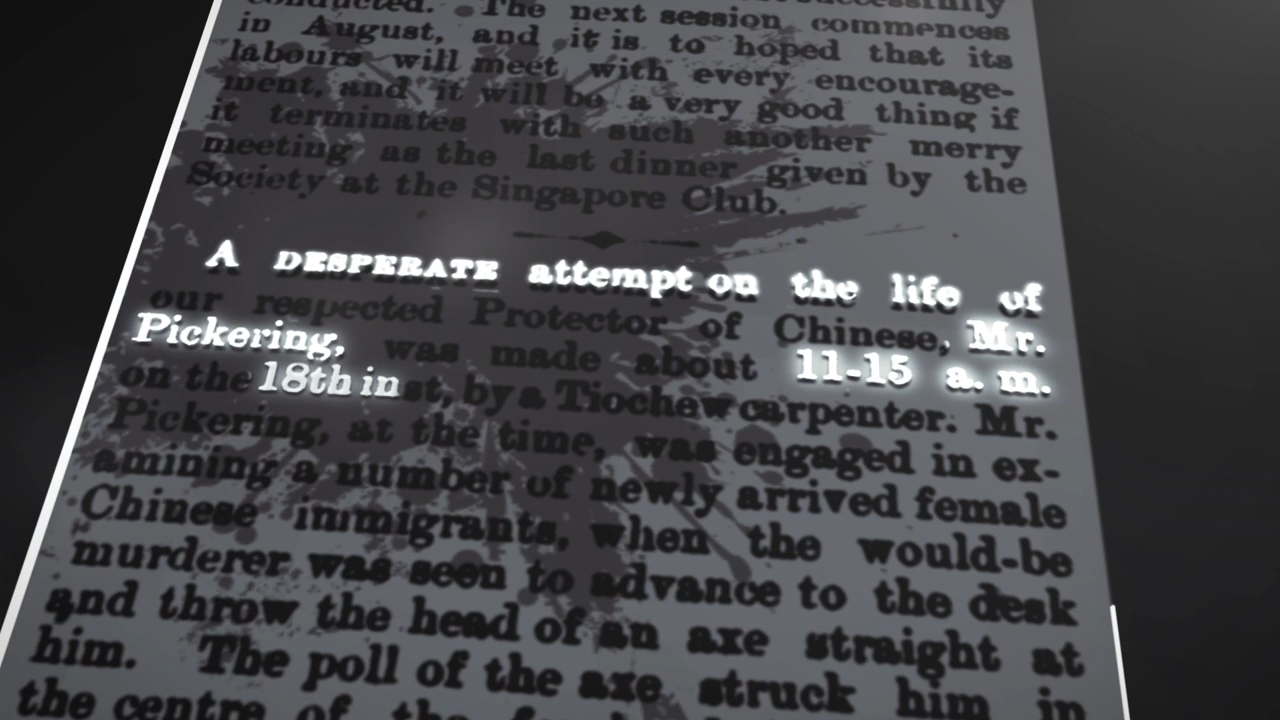 conducted. The next session commences
in August, and it is to hoped that its
labours will meet with every encourage-
ment, and it will be a very good thing if
it terminates with such another merry
meeting as the last dinner given by the
Society at the Singapore Club.
A DESPERATE attempt on the life of
our respected Protector of Chinese, Mr.
Pickering, was made about 11-15 a. m.
on the 18th inst, by a Tiochew carpenter. Mr.
Pickering, at the time, was engaged in ex-
amining a number of newly arrived female
Chinese immigrants, when the would-be
murderer was seen to advance to the desk
and throw the head of an axe straight at
him. The poll of the axe struck him in
the centre of the